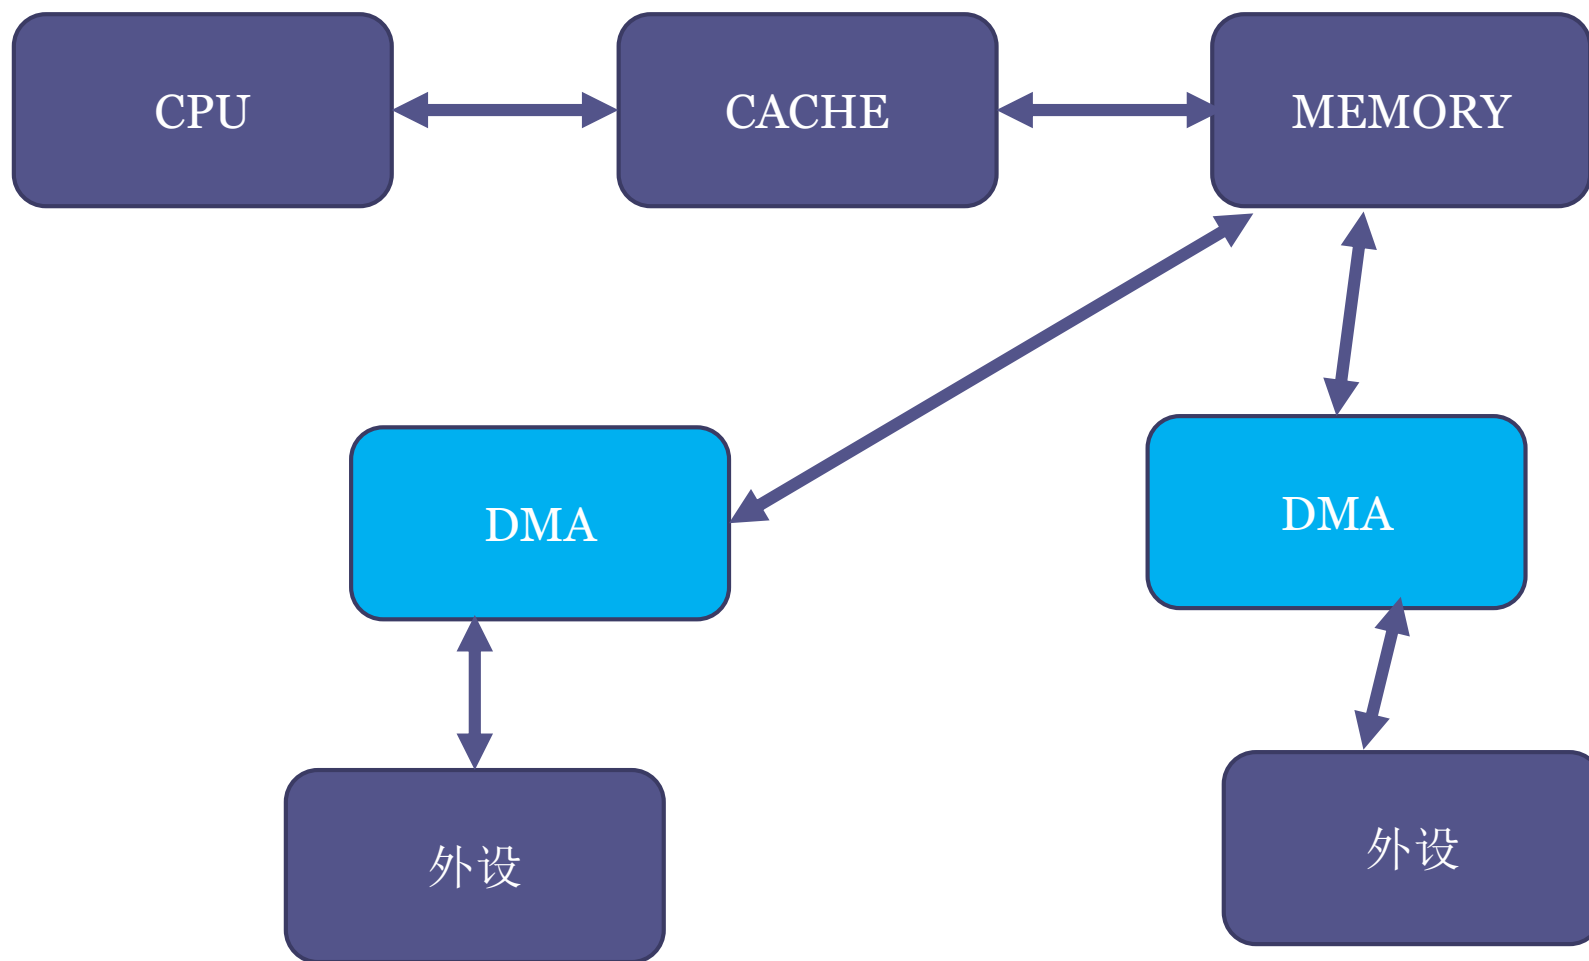 CPU
CACHE
MEMORY
DMA
DMA
外设
外设